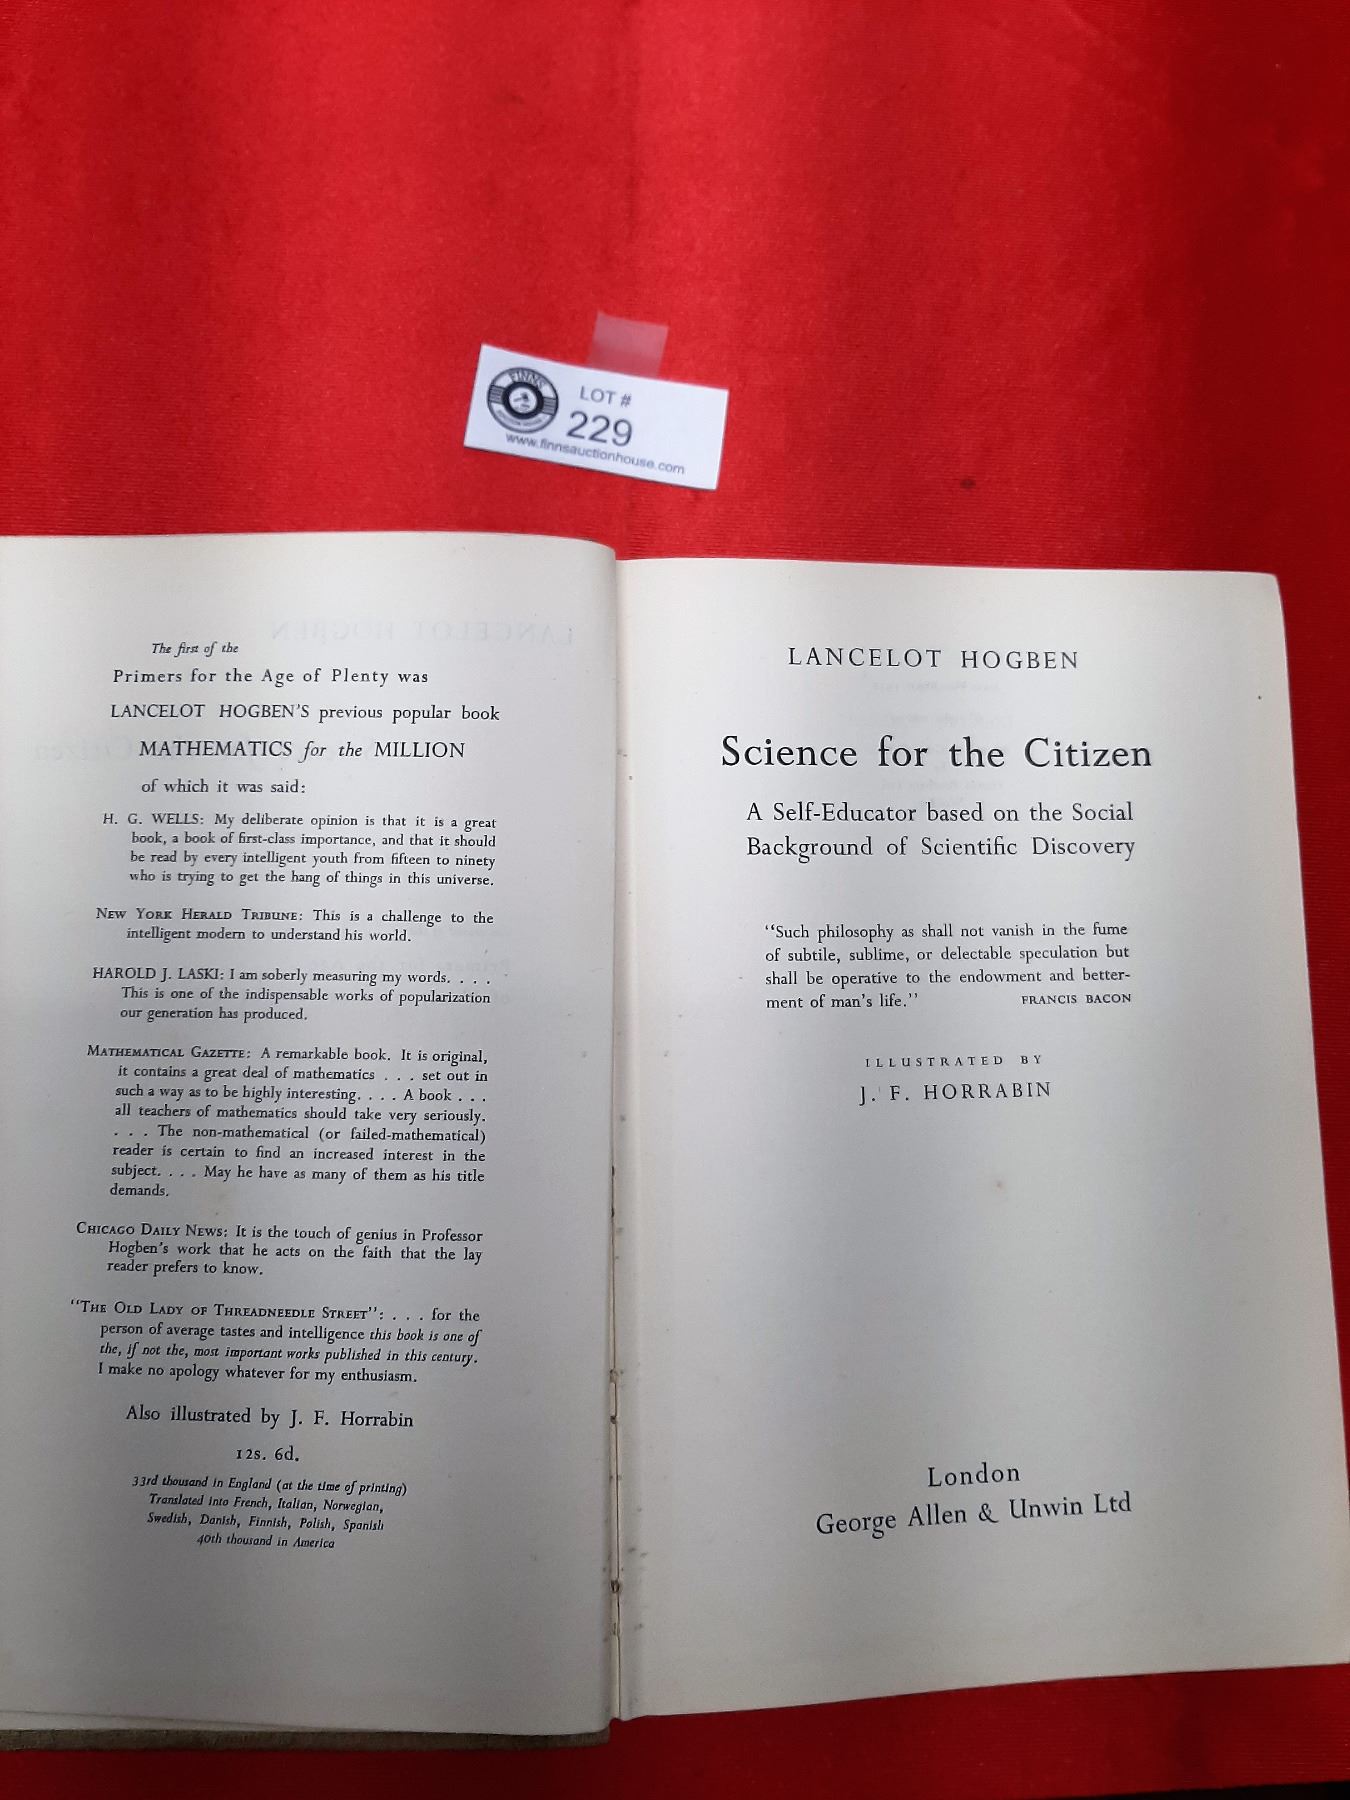 FINNS
LOT #
229
www.finnsauctionhouse.com
The first of the
Primers for the Age of Plenty was
LANCELOT HOGBEN'S previous popular book
MATHEMATICS for the MILLION
of which it was said:
H. G. WELLS: My deliberate opinion is that it is a great
book, a book of first-class importance, and that it should
be read by every intelligent youth from fifteen to ninety
who is trying to get the hang of things in this universe.
NEW YORK HERALD TRIBUNE: This is a challenge to the
intelligent modern to understand his world.
HAROLD J. LASKI: I am soberly measuring my words. . . .
This is one of the indispensable works of popularization
our generation has produced.
MATHEMATICAL GAZETTE: A remarkable book. It is original,
it contains a great deal of mathematics . . . set out in
such a way as to be highly interesting. . . . A book . . .
all teachers of mathematics should take very seriously.
. . . The non-mathematical (or failed-mathematical)
reader is certain to find an increased interest in the
subject. . . . May he have as many of them as his title
demands.
CHICAGO DAILY NEWS: It is the touch of genius in Professor
Hogben's work that he acts on the faith that the lay
reader prefers to know.
"THE OLD LADY OF THREADNEEDLE STREET": . . . for the
person of average tastes and intelligence this book is one of
the, if not the, most important works published in this century.
I make no apology whatever for my enthusiasm.
Also illustrated by J. F. Horrabin
12s. 6d.
33rd thousand in England (at the time of printing)
Translated into French, Italian, Norwegian,
Swedish, Danish, Finnish, Polish, Spanish
40th thousand in America
LANCELOT HOGBEN
Science for the Citizen
A Self-Educator based on the Social
Background of Scientific Discovery
"Such philosophy as shall not vanish in the fume
of subtile, sublime, or delectable speculation but
shall be operative to the endowment and better-
ment of man's life." FRANCIS BACON
ILLUSTRATED BY
J. F. HORRABIN
London
George Allen & Unwin Ltd